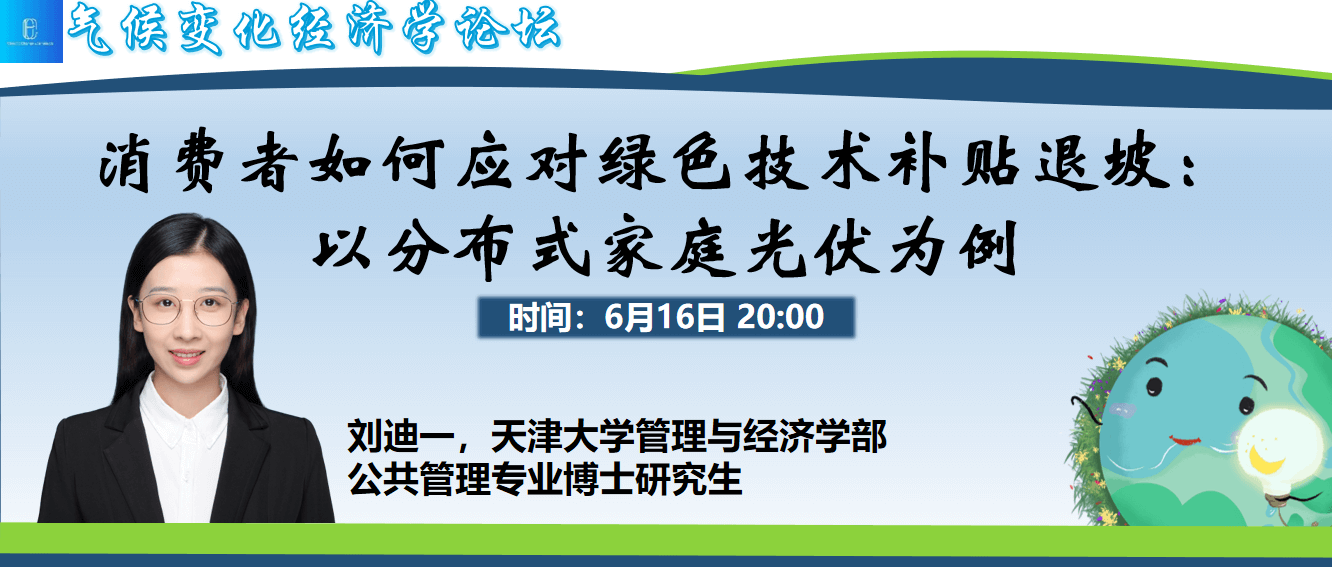 气候变化经济学论坛
消费者如何应对绿色技术补贴退坡：
以分布式家庭光伏为例
时间：6月16日 20:00
刘迪一，天津大学管理与经济学部
公共管理专业博士研究生